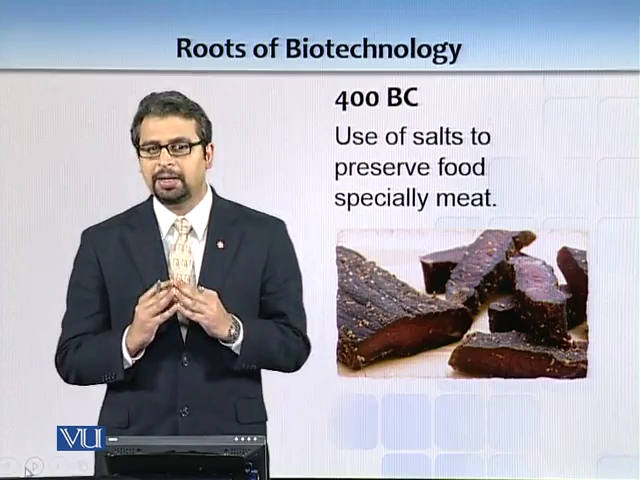 Roots of Biotechnology
400 BC
Use of salts to
preserve food
specially meat.
VU